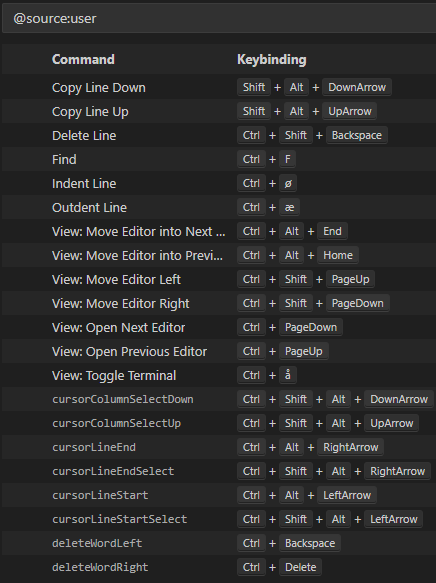 @source:user
Command Keybinding
Copy Line Down Shift + Alt + DownArrow
Copy Line Up Shift + Alt + UpArrow
Delete Line Ctrl + Shift + Backspace
Find Ctrl + F
Indent Line Ctrl + ø
Outdent Line Ctrl + æ
View: Move Editor into Next ... Ctrl + Alt + End
View: Move Editor into Previ... Ctrl + Alt + Home
View: Move Editor Left Ctrl + Shift + PageUp
View: Move Editor Right Ctrl + Shift + PageDown
View: Open Next Editor Ctrl + PageDown
View: Open Previous Editor Ctrl + PageUp
View: Toggle Terminal Ctrl + å
cursorColumnSelectDown Ctrl + Shift + Alt + DownArrow
cursorColumnSelectUp Ctrl + Shift + Alt + UpArrow
cursorLineEnd Ctrl + Alt + RightArrow
cursorLineEndSelect Ctrl + Shift + Alt + RightArrow
cursorLineStart Ctrl + Alt + LeftArrow
cursorLineStartSelect Ctrl + Shift + Alt + LeftArrow
deleteWordLeft Ctrl + Backspace
deleteWordRight Ctrl + Delete